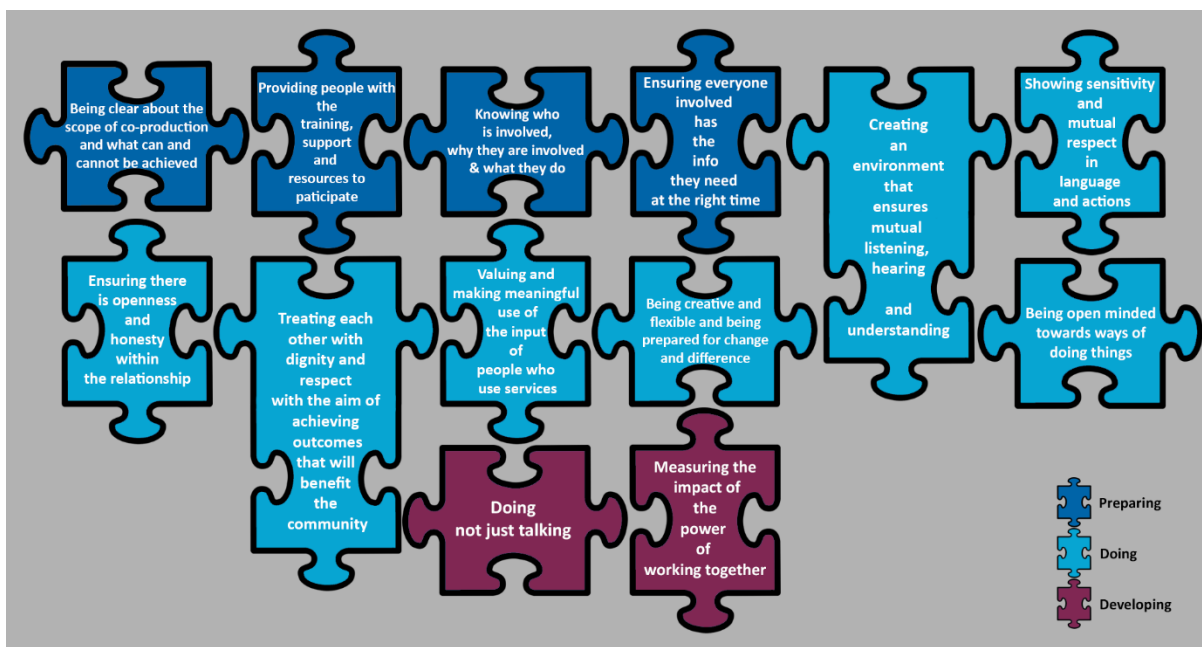 Being clear about the
scope of co-production
and what can and
cannot be achieved
Providing people with
the
training,
support
and
resources to
paticipate
Knowing who
is involved,
why they are involved
& what they do
Ensuring everyone
involved
has
the
info
they need
at the right time
Creating
an
environment
that
ensures
mutual
listening,
hearing
and
understanding
Showing sensitivity
and
mutual
respect
in
language
and actions
Ensuring there
is openness
and
honesty
within
the relationship
Treating each
other with
dignity and
respect
with the aim of
achieving
outcomes
that will
benefit
the
community
Valuing and
making meaningful
use of
the input
of
people who
use services
Being creative and
flexible and being
prepared for change
and difference
Being open minded
towards ways of
doing things
Doing
not just talking
Measuring the
impact of
the
power
of
working together
Preparing
Doing
Developing